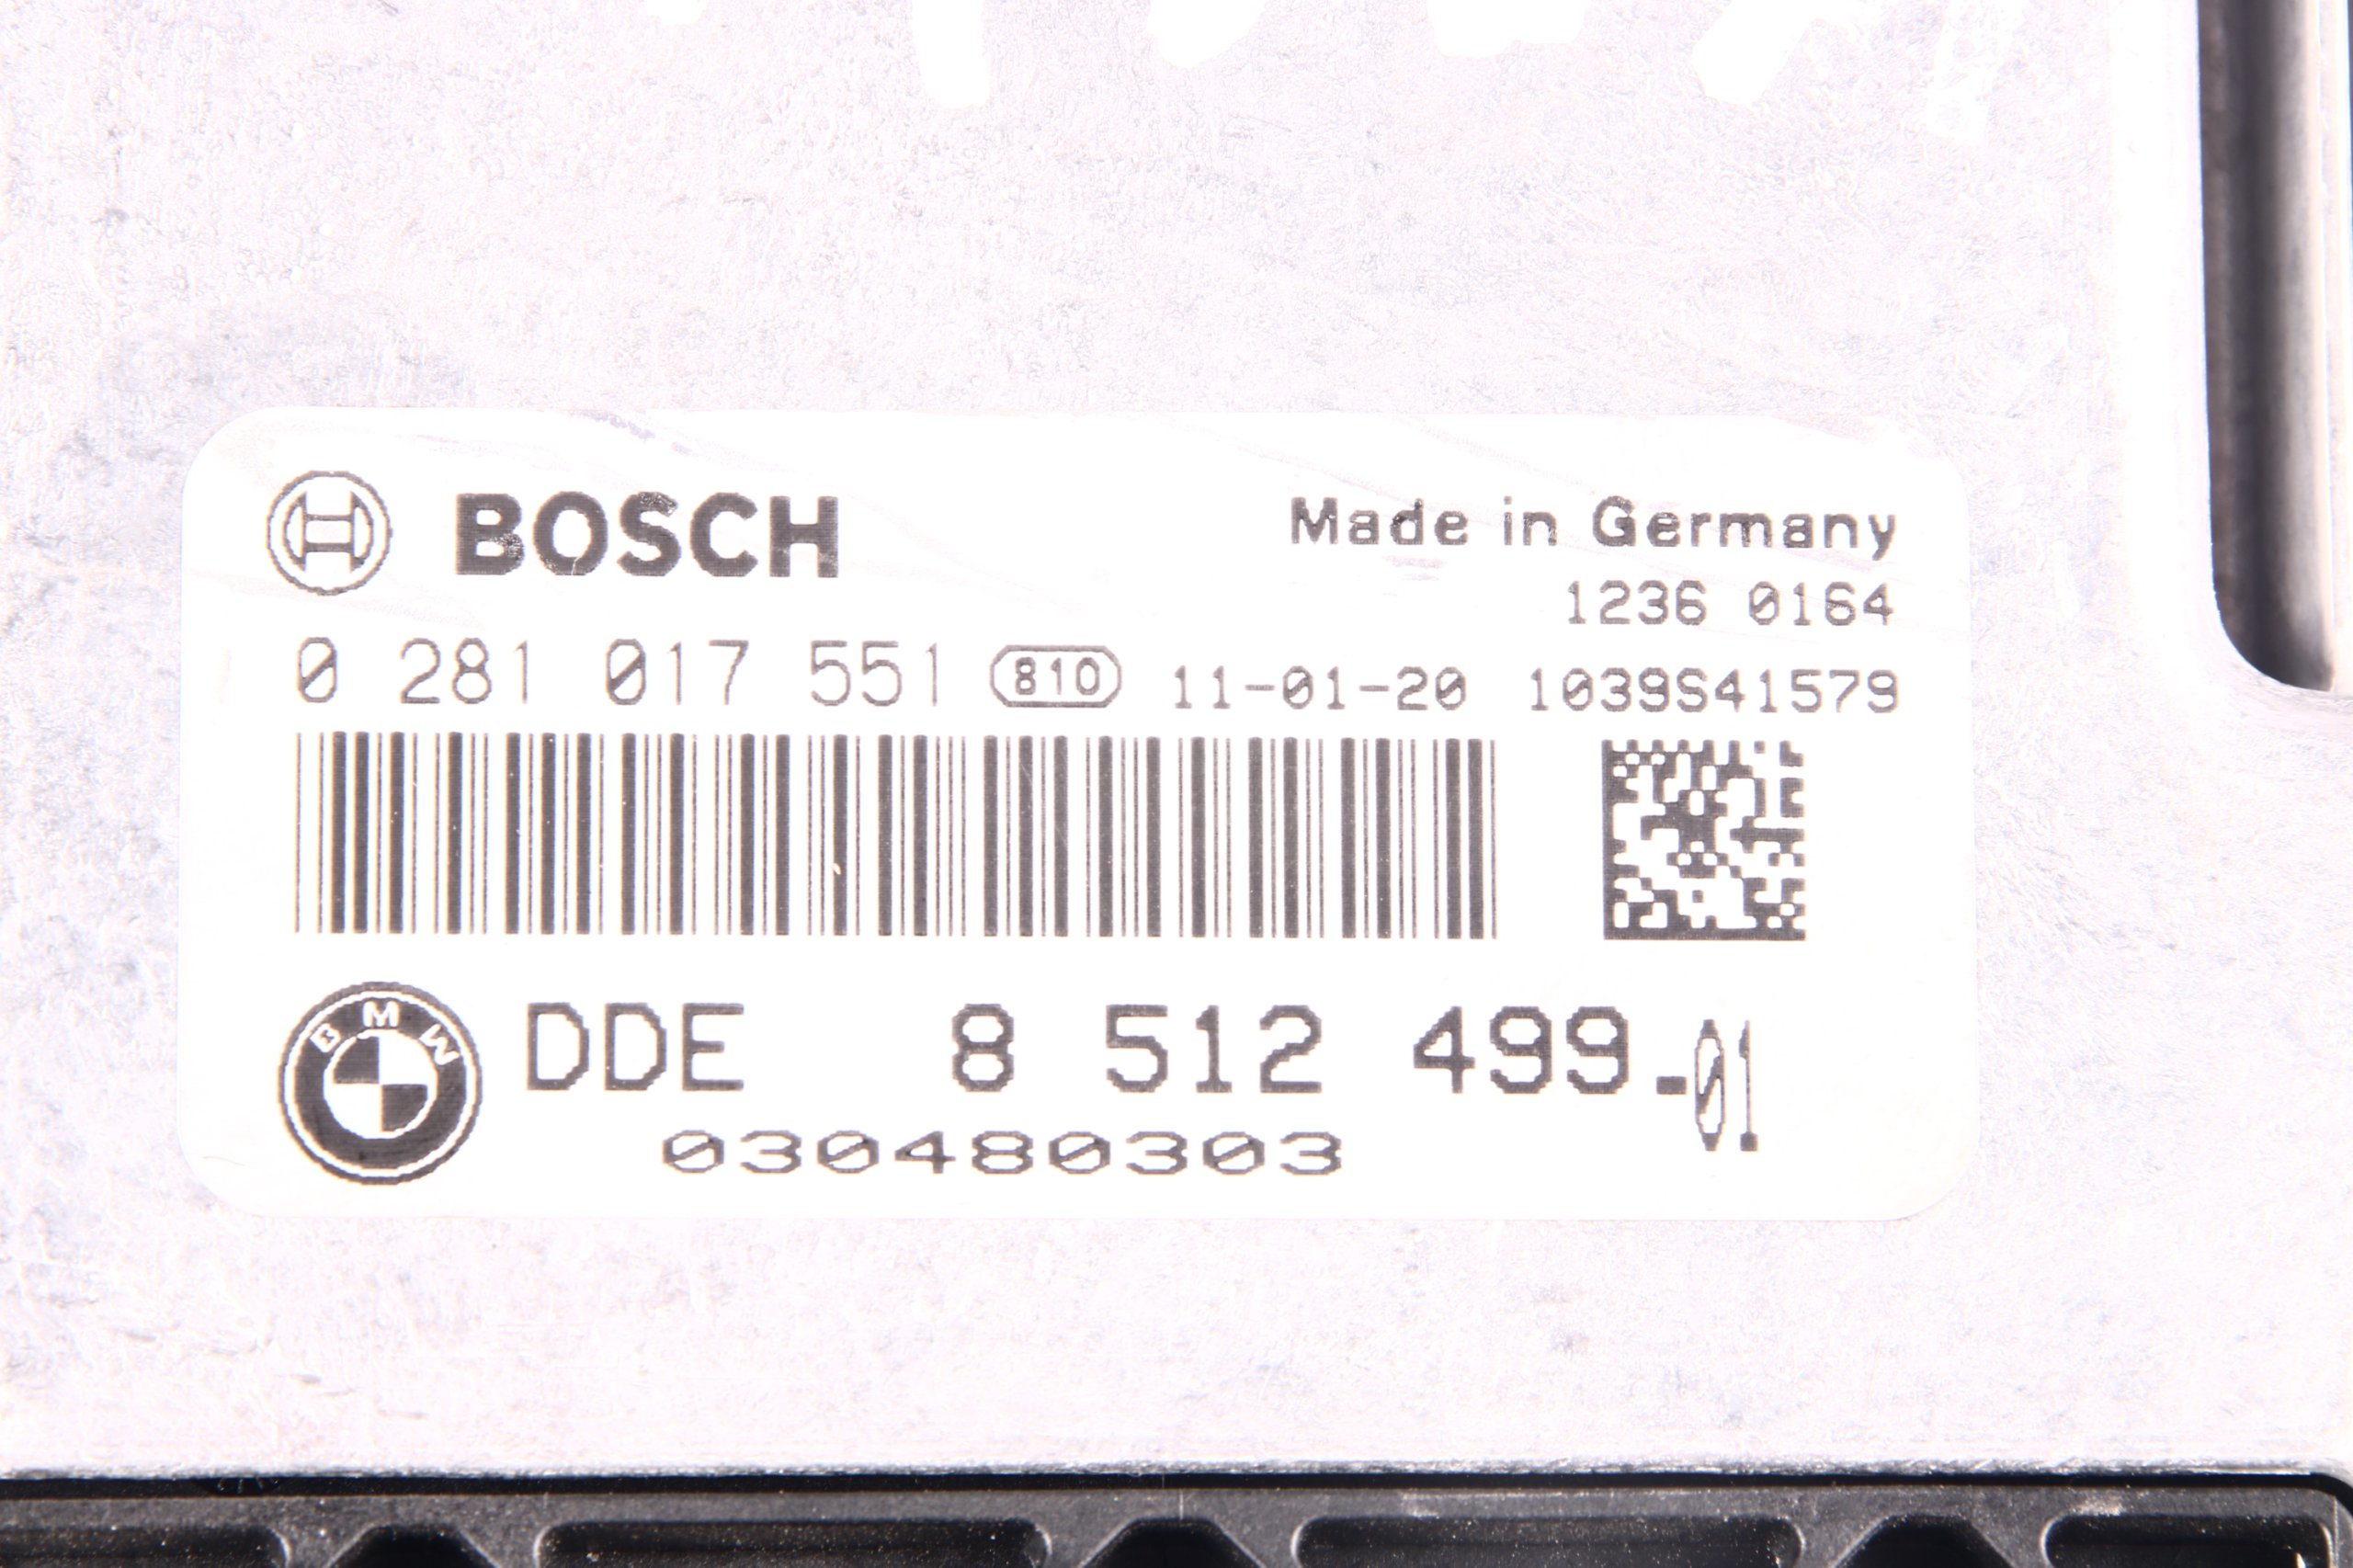 BOSCH
Made in Germany
1236 0164
0 281 017 551 810 11-01-20 1039S41579
BMW
DDE 8 512 499.-01
030480303